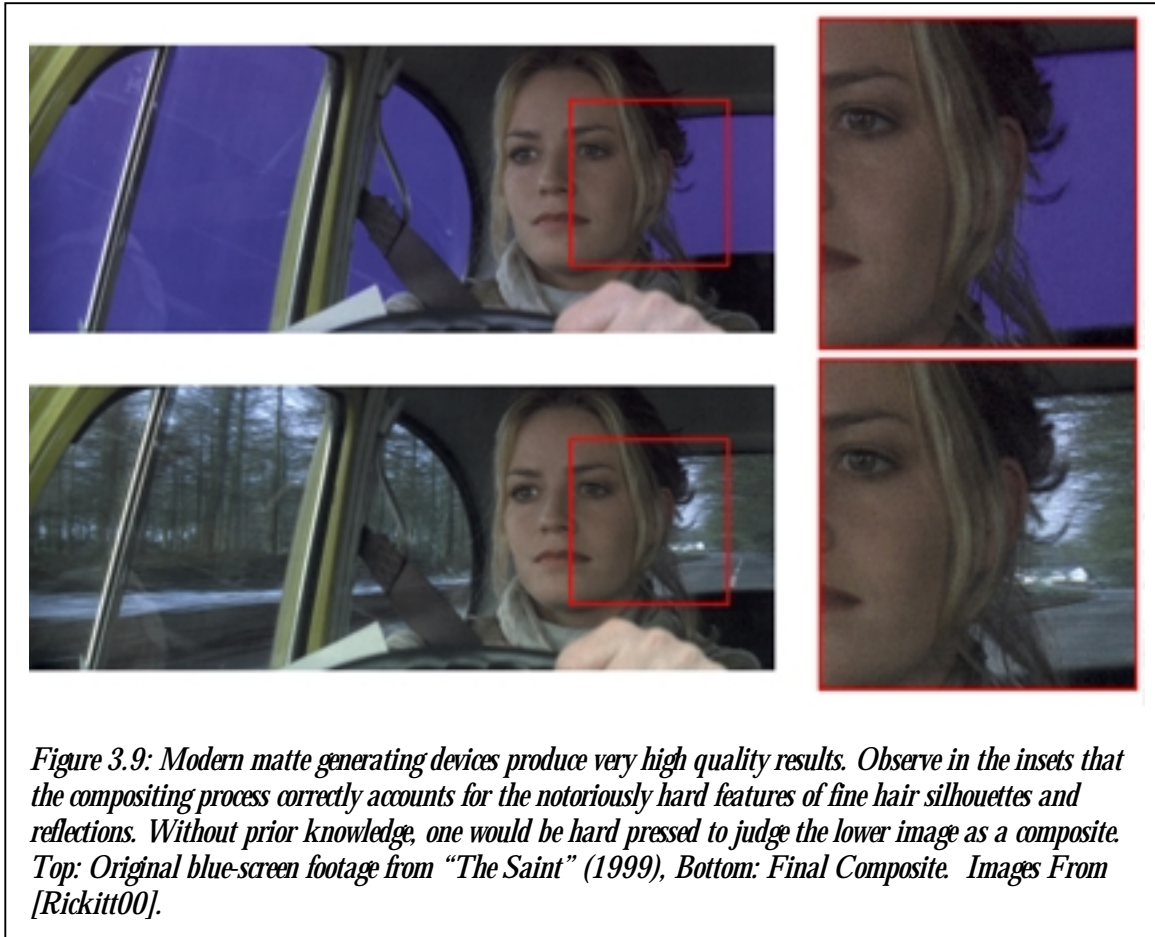 Figure 3.9: Modern matte generating devices produce very high quality results. Observe in the insets that
the compositing process correctly accounts for the notoriously hard features of fine hair silhouettes and
reflections. Without prior knowledge, one would be hard pressed to judge the lower image as a composite.
Top: Original blue-screen footage from “The Saint” (1999), Bottom: Final Composite. Images From
[Rickitt00].